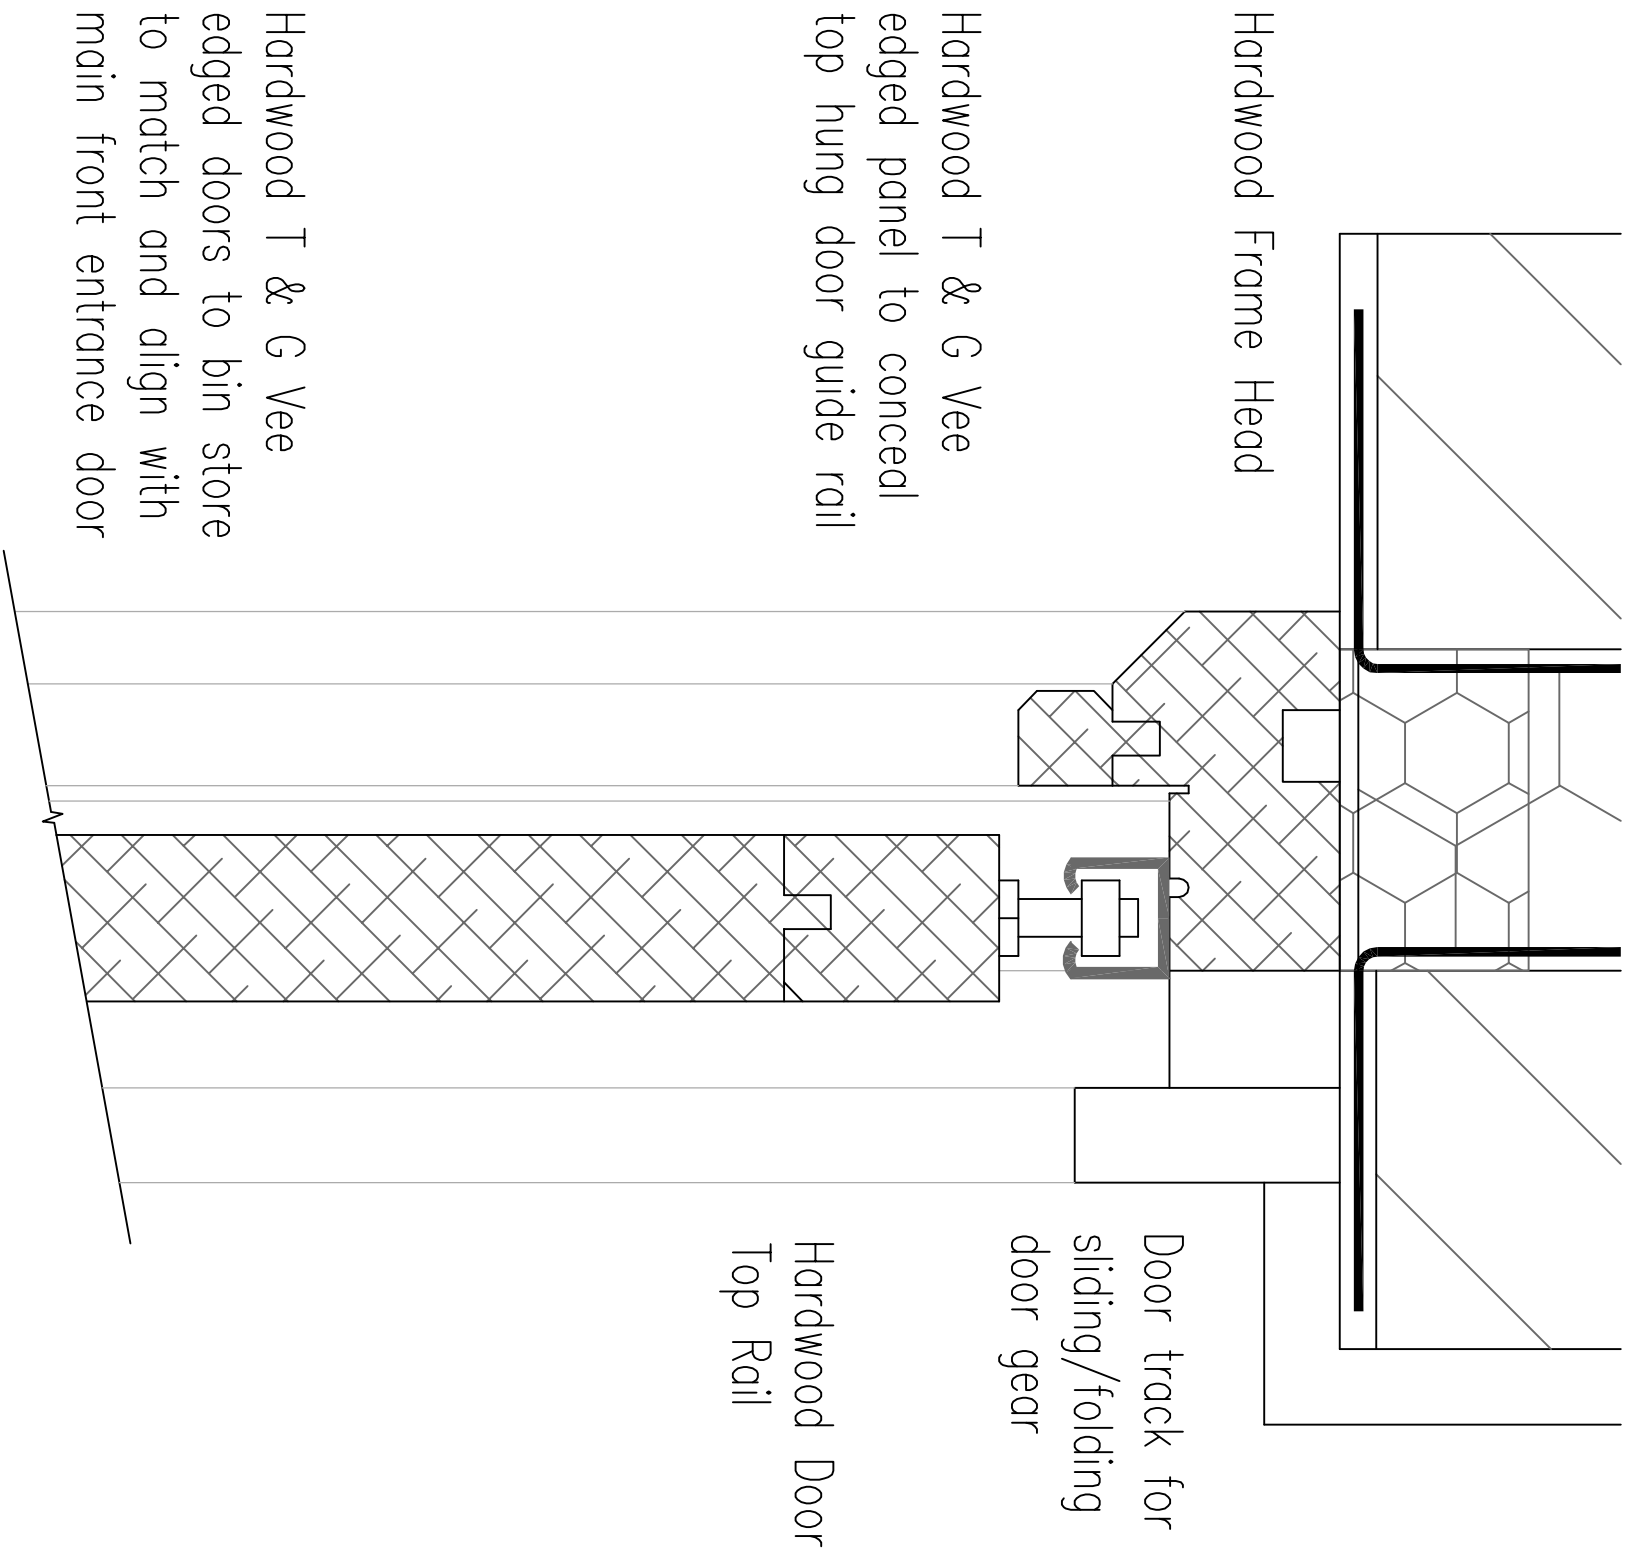 Hardwood Frame Head
Hardwood T & G Vee
edged panel to conceal
top hung door guide rail
Hardwood T & G Vee
edged doors to bin store
to match and align with
main front entrance door
Door track for
sliding/folding
door gear
Hardwood Door
Top Rail